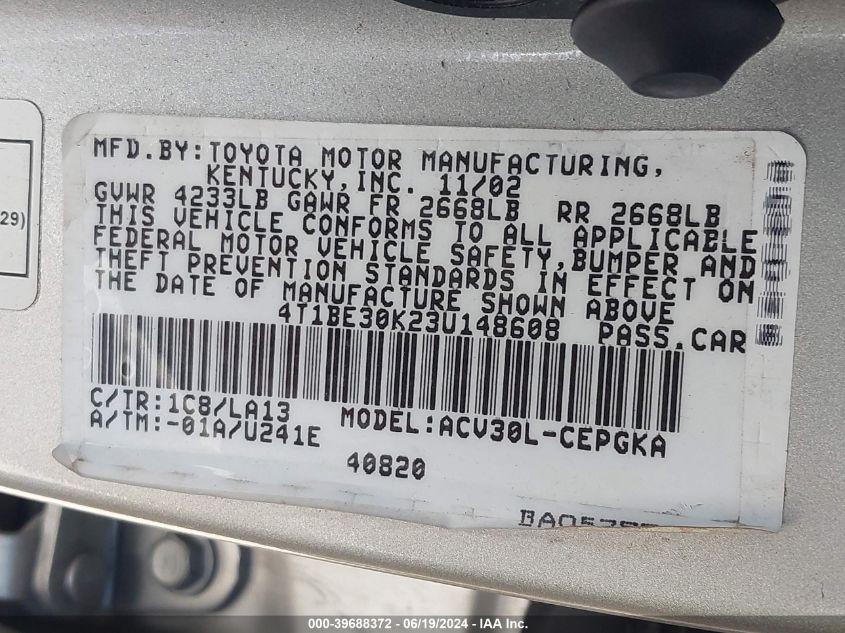 29)
MFD.BY:TOYOTA MOTOR MANUFACTURING,
KENTUCKY,INC. 11/02
GVWR 4233LB GAWR FR 2668LB RR 2668LB
THIS VEHICLE CONFORMS TO ALL APPLICABLE
FEDERAL MOTOR VEHICLE SAFETY,BUMPER AND
THEFT PREVENTION STANDARDS IN EFFECT ON
THE DATE OF MANUFACTURE SHOWN ABOVE
4T1BE30K23U148608 PASS.CAR
C/TR:1C8/LA13 MODEL:ACV30L-CEPGKA
A/TM:-01A/U241E
40820
000-39688372 - 06/19/2024 - IAA Inc.